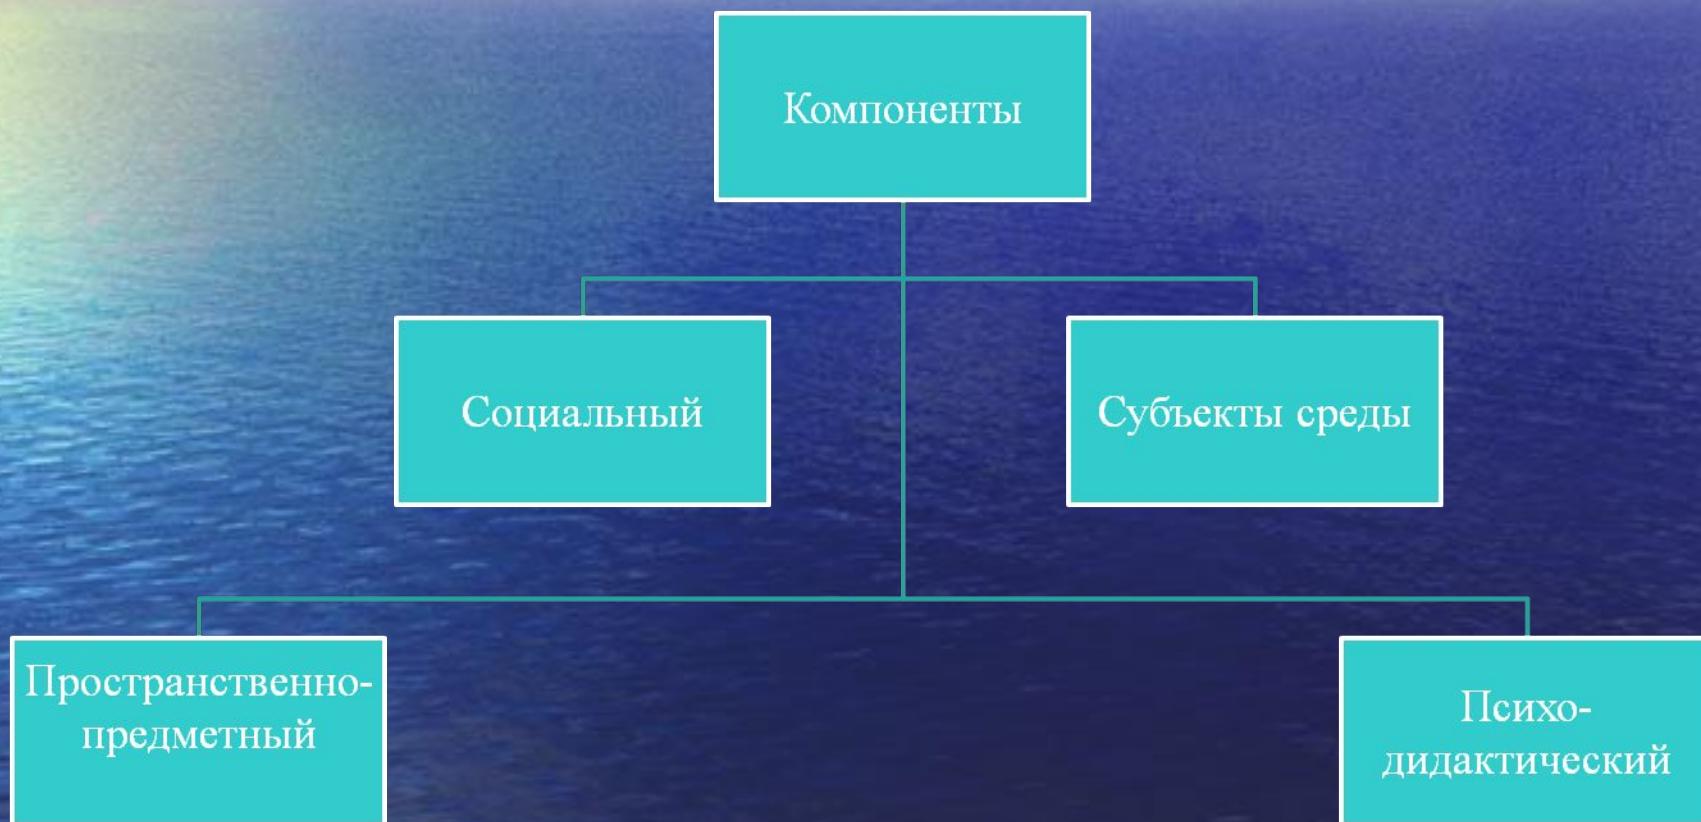 Компоненты
Социальный
Субъекты среды
Пространственно-
предметный
Психо-
дидактический